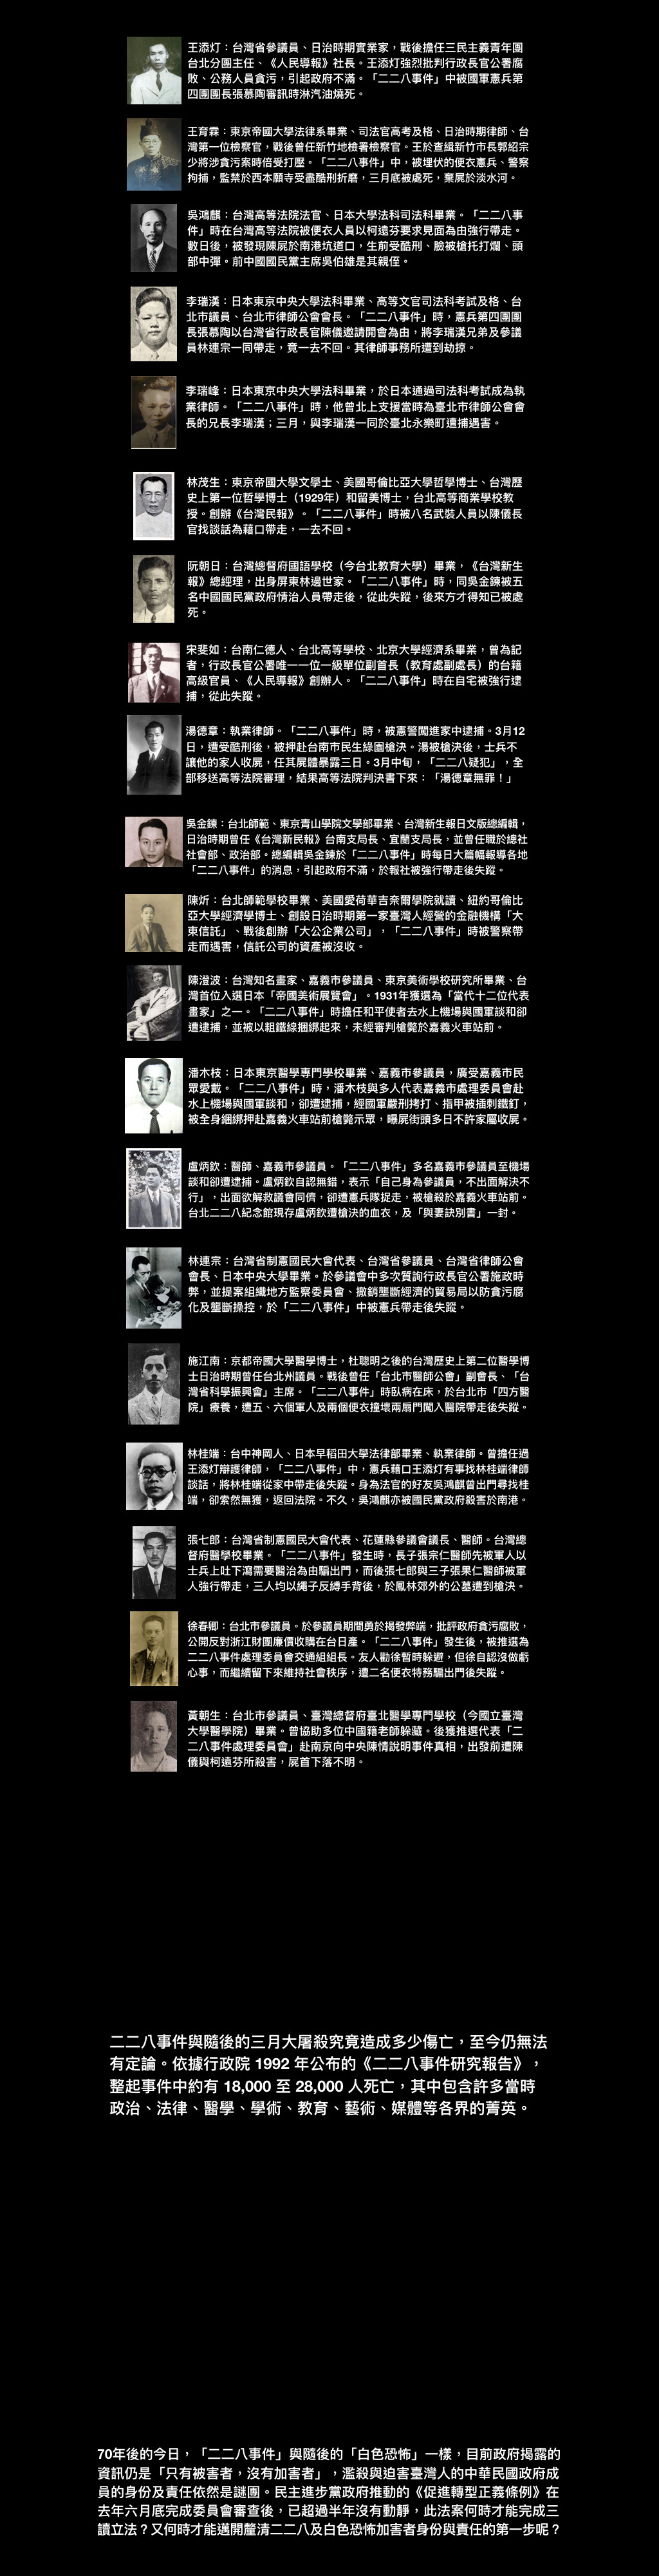 王添灯：台灣省參議員、日治時期實業家，戰後擔任三民主義青年團
台北分團主任、《人民導報》社長。王添灯強烈批判行政長官公署腐
敗、公務人員貪污，引起政府不滿。「二二八事件」中被國軍憲兵第
四團團長張慕陶審訊時淋汽油燒死。
王育霖：東京帝國大學法律系畢業、司法官高考及格、日治時期律師、台
灣第一位檢察官，戰後曾任新竹地檢署檢察官。王於查緝新竹市長郭紹宗
少將涉貪污案時倍受打壓。「二二八事件」中，被埋伏的便衣憲兵、警察
拘捕，監禁於西本願寺受盡酷刑折磨，三月底被處死，棄屍於淡水河。
吳鴻麒：台灣高等法院法官、日本大學法科司法科畢業。「二二八事
件」時在台灣高等法院被便衣人員以柯遠芬要求見面為由強行帶走。
數日後，被發現陳屍於南港坑道口，生前受酷刑、臉被槍托打爛、頭
部中彈。前中國國民黨主席吳伯雄是其親侄。
李瑞漢：日本東京中央大學法科畢業、高等文官司法科考試及格、台
北市議員、台北市律師公會會長。「二二八事件」時，憲兵第四團團
長張慕陶以台灣省行政長官陳儀邀請開會為由，將李瑞漢兄弟及參議
員林連宗一同帶走，竟一去不回。其律師事務所遭到劫掠。
李瑞峰：日本東京中央大學法科畢業，於日本通過司法科考試成為執
業律師。「二二八事件」時，他曾北上支援當時為臺北市律師公會會
長的兄長李瑞漢；三月，與李瑞漢一同於臺北永樂町遭捕遇害。
林茂生：東京帝國大學文學士、美國哥倫比亞大學哲學博士、台灣歷
史上第一位哲學博士（1929年）和留美博士，台北高等商業學校教
授。創辦《台灣民報》。「二二八事件」時被八名武裝人員以陳儀長
官找談話為藉口帶走，一去不回。
阮朝日：台灣總督府國語學校（今台北教育大學）畢業，《台灣新生
報》總經理，出身屏東林邊世家。「二二八事件」時，同吳金鍊被五
名中國國民黨政府情治人員帶走後，從此失蹤，後來方才得知已被處
死。
宋斐如：台南仁德人、台北高等學校、北京大學經濟系畢業，曾為記
者，行政長官公署唯一一位一級單位副首長（教育處副處長）的台籍
高級官員、《人民導報》創辦人。「二二八事件」時在自宅被強行逮
捕，從此失蹤。
湯德章：執業律師。「二二八事件」時，被憲警闖進家中逮捕。3月12
日，遭受酷刑後，被押赴台南市民生綠園槍決。湯被槍決後，士兵不
讓他的家人收屍，任其屍體暴露三日。3月中旬，「二二八疑犯」，全
部移送高等法院審理，結果高等法院判決書下來：「湯德章無罪！」
吳金鍊：台北師範、東京青山學院文學部畢業、台灣新生報日文版總編輯，
日治時期曾任《台灣新民報》台南支局長、宜蘭支局長，並曾任職於總社
社會部、政治部。總編輯吳金鍊於「二二八事件」時每日大篇幅報導各地
「二二八事件」的消息，引起政府不滿，於報社被強行帶走後失蹤。
陳炘：台北師範學校畢業、美國愛荷華吉奈爾學院就讀、紐約哥倫比
亞大學經濟學博士、創設日治時期第一家臺灣人經營的金融機構「大
東信託」、戰後創辦「大公企業公司」，「二二八事件」時被警察帶
走而遇害，信託公司的資產被沒收。
陳澄波：台灣知名畫家、嘉義市參議員、東京美術學校研究所畢業、台
灣首位入選日本「帝國美術展覽會」。1931年獲選為「當代十二位代表
畫家」之一。「二二八事件」時擔任和平使者去水上機場與國軍談和卻
遭逮捕，並被以粗鐵線捆綁起來，未經審判槍斃於嘉義火車站前。
潘木枝：日本東京醫學專門學校畢業、嘉義市參議員，廣受嘉義市民
眾愛戴。「二二八事件」時，潘木枝與多人代表嘉義市處理委員會赴
水上機場與國軍談和，卻遭逮捕，經國軍嚴刑拷打、指甲被插刺鐵釘，
被全身綑綁押赴嘉義火車站前槍斃示眾，曝屍街頭多日不許家屬收屍。
盧炳欽：醫師、嘉義市參議員。「二二八事件」多名嘉義市參議員至機場
談和卻遭逮捕。盧炳欽自認無錯，表示「自己身為參議員，不出面解決不
行」，出面欲解救議會同儕，卻遭憲兵隊捉走，被槍殺於嘉義火車站前。
台北二二八紀念館現存盧炳欽遭槍決的血衣，及「與妻訣別書」一封。
林連宗：台灣省制憲國民大會代表、台灣省參議員、台灣省律師公會
會長、日本中央大學畢業。於參議會中多次質詢行政長官公署施政時
弊，並提案組織地方監察委員會、撤銷壟斷經濟的貿易局以防貪污腐
化及壟斷操控，於「二二八事件」中被憲兵帶走後失蹤。
施江南：京都帝國大學醫學博士，杜聰明之後的台灣歷史上第二位醫學博
士日治時期曾任台北州議員。戰後曾任「台北市醫師公會」副會長、「台
灣省科學振興會」主席。「二二八事件」時臥病在床，於台北市「四方醫
院」療養，遭五、六個軍人及兩個便衣撞壞兩扇門闖入醫院帶走後失蹤。
林桂端：台中神岡人、日本早稻田大學法律部畢業、執業律師。曾擔任過
王添灯辯護律師，「二二八事件」中，憲兵藉口王添灯有事找林桂端律師
談話，將林桂端從家中帶走後失蹤。身為法官的好友吳鴻麒曾出門尋找桂
端，卻索然無獲，返回法院。不久，吳鴻麒亦被國民黨政府殺害於南港。
張七郎：台灣省制憲國民大會代表、花蓮縣參議會議長、醫師。台灣總
督府醫學校畢業。「二二八事件」發生時，長子張宗仁醫師先被軍人以
士兵上吐下瀉需要醫治為由騙出門，而後張七郎與三子張果仁醫師被軍
人強行帶走，三人均以繩子反縛手背後，於鳳林郊外的公墓遭到槍決。
徐春卿：台北市參議員。於參議員期間勇於揭發弊端，批評政府貪污腐敗，
公開反對浙江財團廉價收購在台日產。「二二八事件」發生後，被推選為
二二八事件處理委員會交通組組長。友人勸徐暫時躲避，但徐自認沒做虧
心事，而繼續留下來維持社會秩序，遭二名便衣特務騙出門後失蹤。
黃朝生：台北市參議員、臺灣總督府臺北醫學專門學校（今國立臺灣
大學醫學院）畢業。曾協助多位中國籍老師躲藏。後獲推選代表「二
二八事件處理委員會」赴南京向中央陳情說明事件真相，出發前遭陳
儀與柯遠芬所殺害，屍首下落不明。
二二八事件與隨後的三月大屠殺究竟造成多少傷亡，至今仍無法
有定論。依據行政院 1992 年公布的《二二八事件研究報告》，
整起事件中約有 18,000 至 28,000 人死亡，其中包含許多當時
政治、法律、醫學、學術、教育、藝術、媒體等各界的菁英。
70年後的今日，「二二八事件」與隨後的「白色恐怖」一樣，目前政府揭露的
資訊仍是「只有被害者，沒有加害者」，濫殺與迫害臺灣人的中華民國政府成
員的身份及責任依然是謎團。民主進步黨政府推動的《促進轉型正義條例》在
去年六月底完成委員會審查後，已超過半年沒有動靜，此法案何時才能完成三
讀立法？又何時才能邁開釐清二二八及白色恐怖加害者身份與責任的第一步呢？